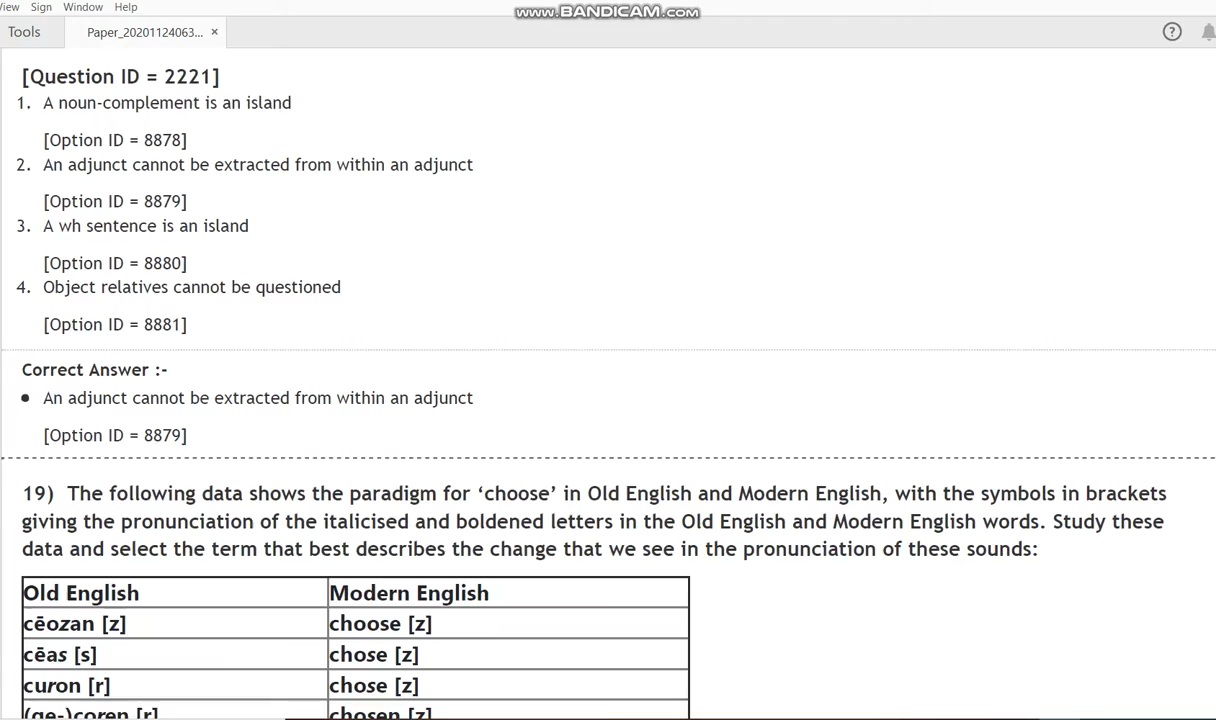 View Sign Window Help
www.BANDICAM.com
Tools Paper_20201124063... ×
?
[Question ID = 2221]
1. A noun-complement is an island
[Option ID = 8878]
2. An adjunct cannot be extracted from within an adjunct
[Option ID = 8879]
3. A wh sentence is an island
[Option ID = 8880]
4. Object relatives cannot be questioned
[Option ID = 8881]
Correct Answer :-
• An adjunct cannot be extracted from within an adjunct
[Option ID = 8879]
19) The following data shows the paradigm for ‘choose’ in Old English and Modern English, with the symbols in brackets
giving the pronunciation of the italicised and boldened letters in the Old English and Modern English words. Study these
data and select the term that best describes the change that we see in the pronunciation of these sounds:
Old English Modern English
cēozan [z] choose [z]
cēas [s] chose [z]
curon [r] chose [z]
(ge-)coren [r] chosen [z]